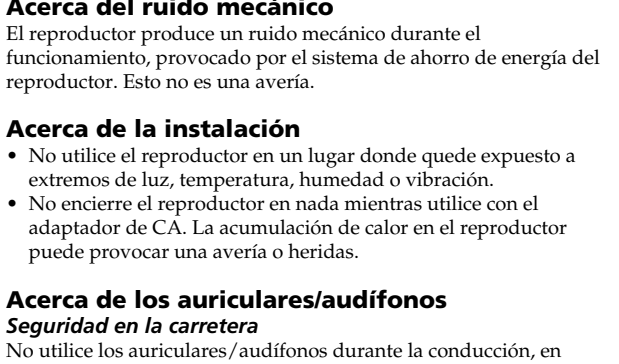 Acerca del ruido mecánico
El reproductor produce un ruido mecánico durante el
funcionamiento, provocado por el sistema de ahorro de energía del
reproductor. Esto no es una avería.
Acerca de la instalación
• No utilice el reproductor en un lugar donde quede expuesto a
extremos de luz, temperatura, humedad o vibración.
• No encierre el reproductor en nada mientras utilice con el
adaptador de CA. La acumulación de calor en el reproductor
puede provocar una avería o heridas.
Acerca de los auriculares/audífonos
Seguridad en la carretera
No utilice los auriculares/audífonos durante la conducción, en